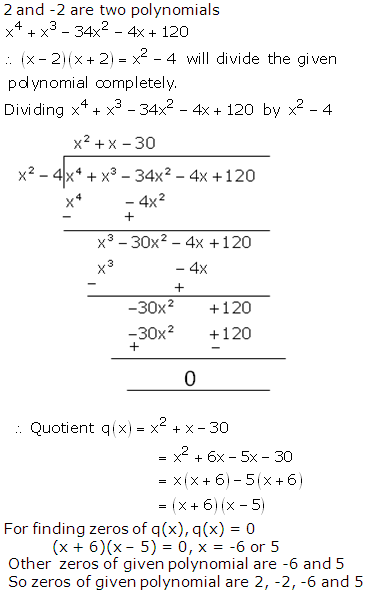 2 and -2 are two polynomials
x⁴ + x³ – 34x² – 4x + 120
∴ (x – 2)(x + 2) = x² – 4 will divide the given
polynomial completely.
Dividing x⁴ + x³ – 34x² – 4x + 120 by x² – 4
x² + x – 30
x² – 4 x⁴ + x³ – 34x² – 4x + 120
x⁴ – 4x²
– +
x³ – 30x² – 4x + 120
x³ – 4x
– +
–30x² +120
–30x² +120
+ –
0
∴ Quotient q(x) = x² + x – 30
= x² + 6x – 5x – 30
= x(x + 6) – 5(x + 6)
= (x + 6)(x – 5)
For finding zeros of q(x), q(x) = 0
(x + 6)(x – 5) = 0, x = -6 or 5
Other zeros of given polynomial are -6 and 5
So zeros of given polynomial are 2, -2, -6 and 5